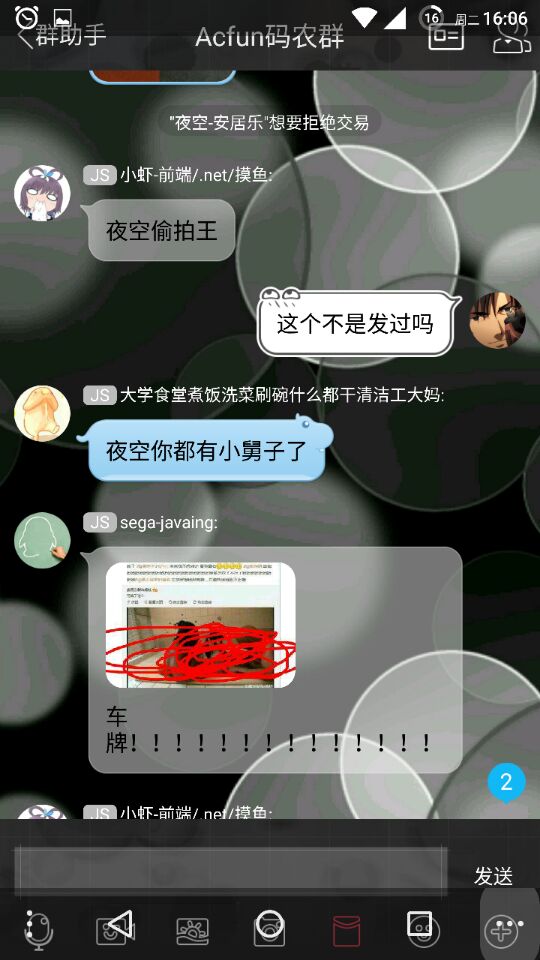 16 周二 16:06
群助手 Acfun码农群
"夜空-安居乐"想要拒绝交易
JS 小虾-前端/.net/摸鱼:
夜空偷拍王
这个不是发过吗
JS 大学食堂煮饭洗菜刷碗什么都干清洁工大妈:
夜空你都有小舅子了
JS sega-javaing:
车
牌！！！！！！！！！！！！！！
2
JS 小虾-前端/.net/摸鱼:
发送